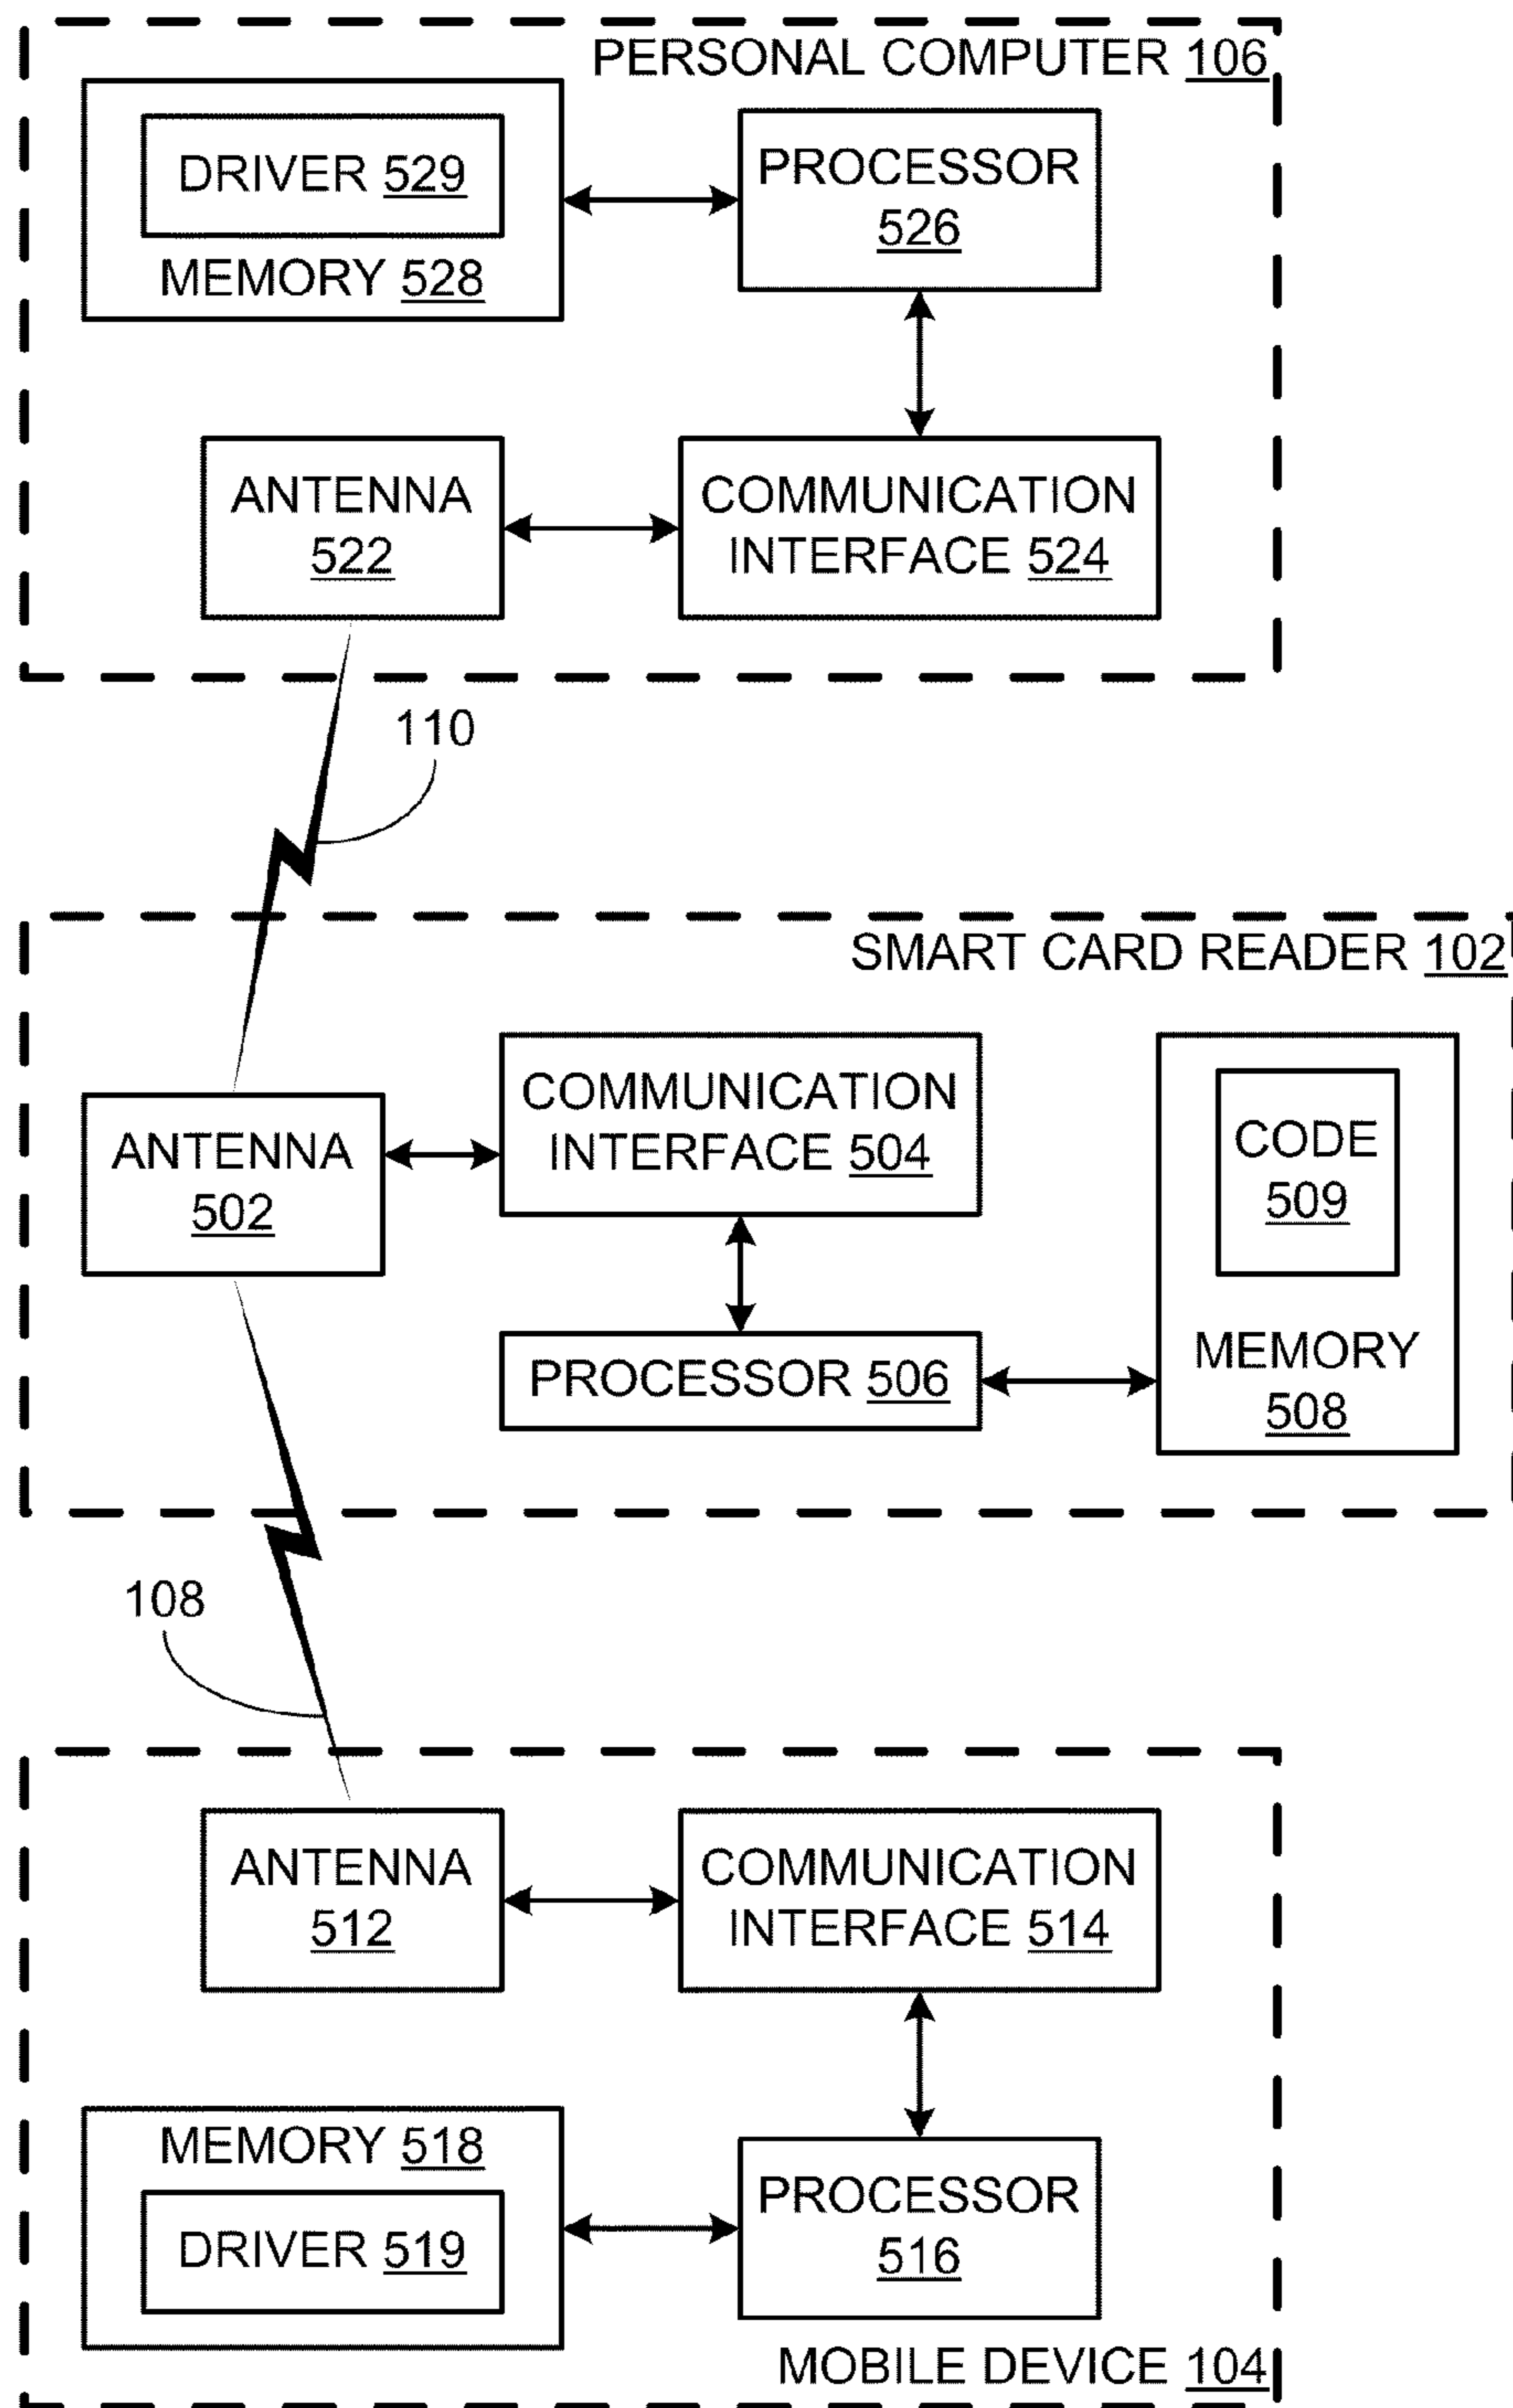 PERSONAL COMPUTER 106
DRIVER 529
MEMORY 528
PROCESSOR
526
ANTENNA
522
COMMUNICATION
INTERFACE 524
110
SMART CARD READER 102
ANTENNA
502
COMMUNICATION
INTERFACE 504
CODE
509
PROCESSOR 506
MEMORY
508
108
ANTENNA
512
COMMUNICATION
INTERFACE 514
MEMORY 518
DRIVER 519
PROCESSOR
516
MOBILE DEVICE 104